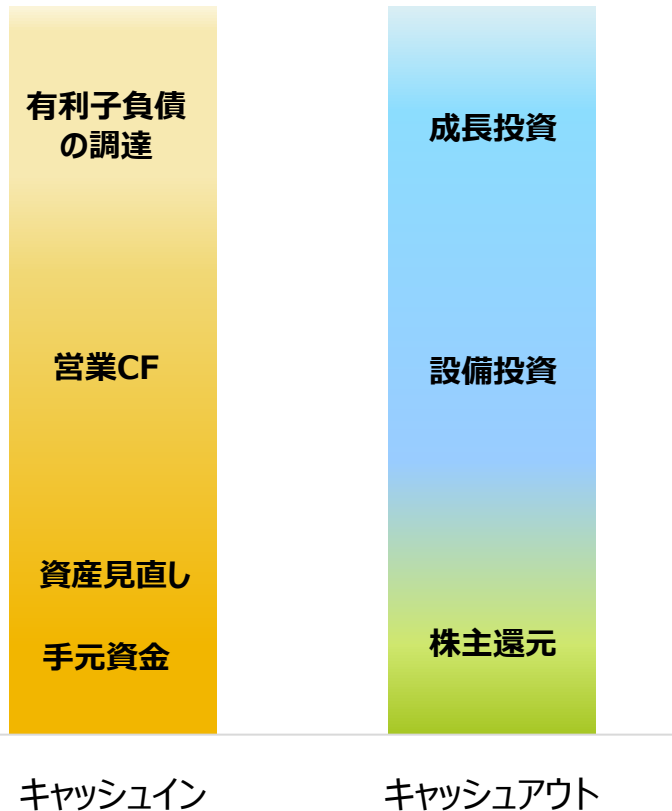 有利子負債
の調達
営業CF
資産見直し
手元資金
キャッシュイン
成長投資
設備投資
株主還元
キャッシュアウト